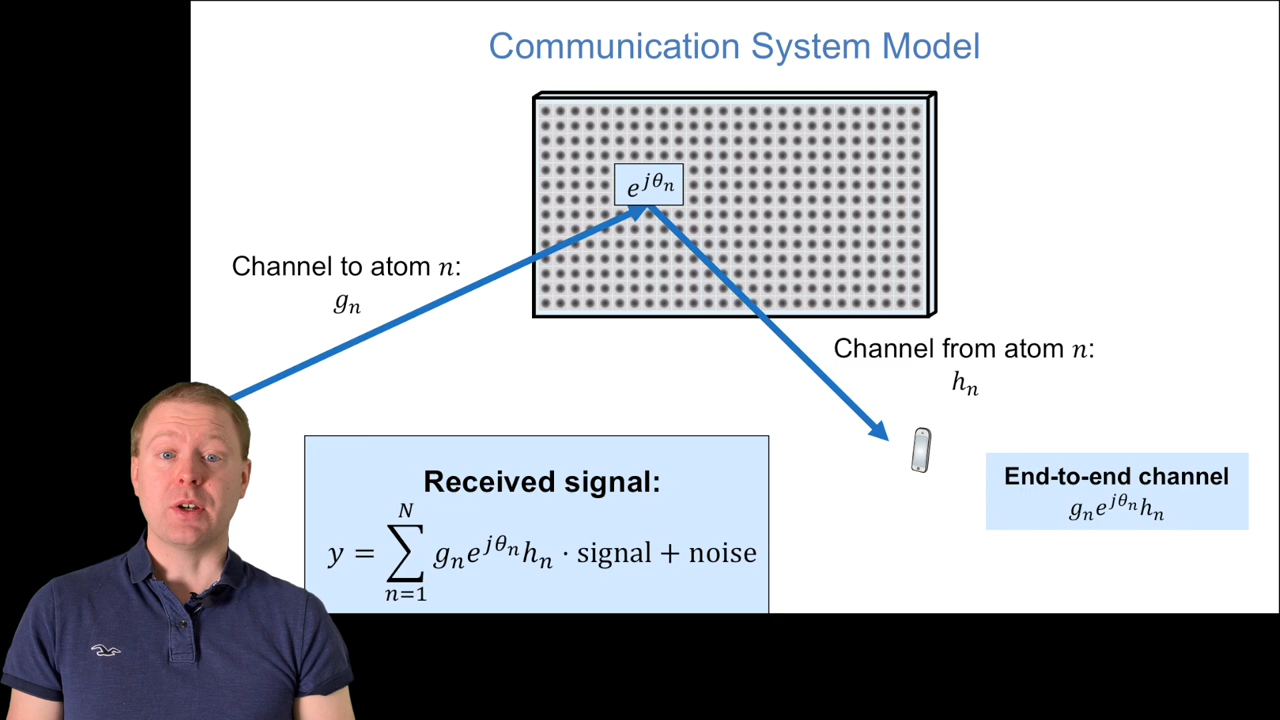 Communication System Model
e^{jθ_n}
Channel to atom n:
g_n
Channel from atom n:
h_n
Received signal:
y = \sum_{n=1}^{N} g_n e^{jθ_n} h_n · signal + noise
End-to-end channel
g_n e^{jθ_n} h_n